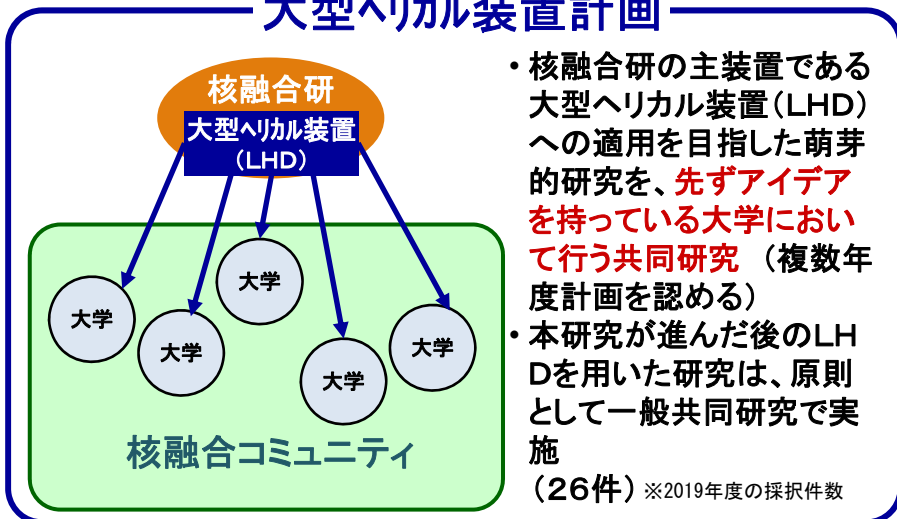 大型ヘリカル装置計画
核融合研
大型ヘリカル装置
(LHD)
大学
大学
大学
大学
大学
核融合コミュニティ
・核融合研の主装置である
大型ヘリカル装置(LHD)
への適用を目指した萌芽
的研究を、先ずアイデア
を持っている大学におい
て行う共同研究 (複数年
度計画を認める)
・本研究が進んだ後のLH
Dを用いた研究は、原則
として一般共同研究で実
施
(26件) ※2019年度の採択件数